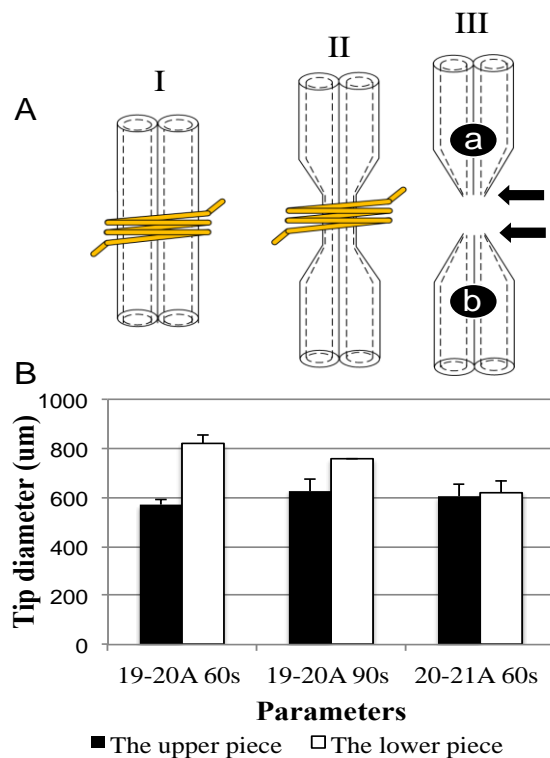 A
I
II
III
a
b
B
Tip diameter (um)
1000
800
600
400
200
0
19-20A 60s 19-20A 90s 20-21A 60s
Parameters
The upper piece The lower piece